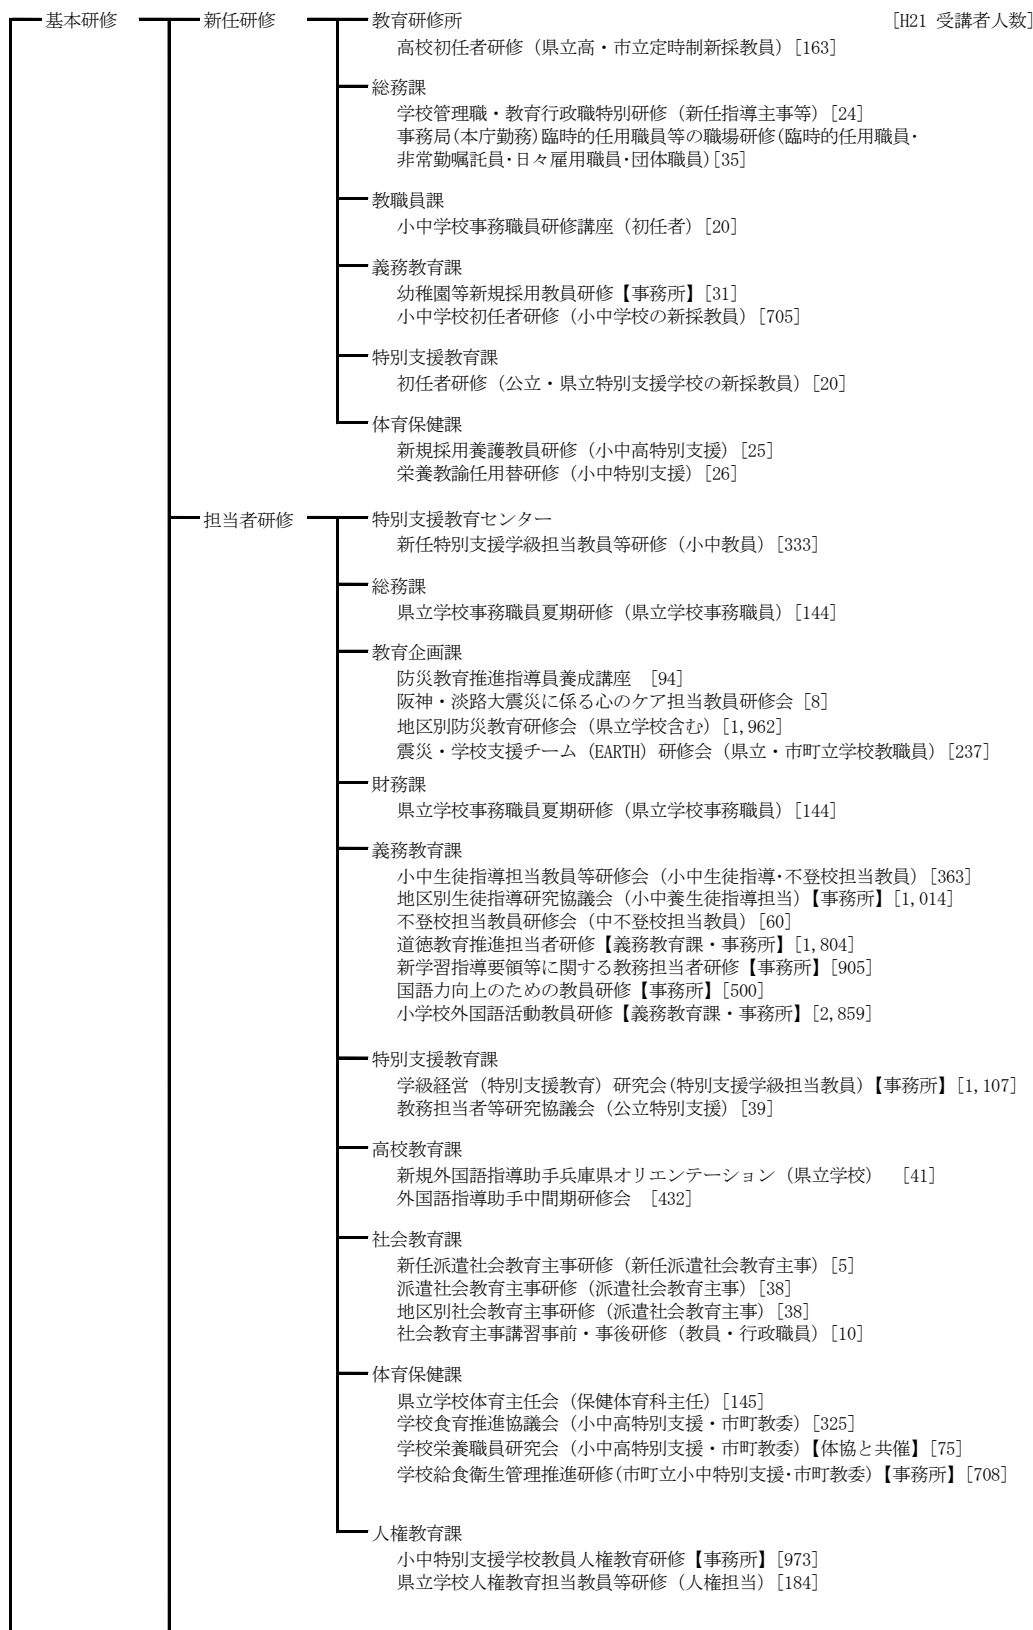 基本研修 新任研修 教育研修所 [H21 受講者人数]
高校初任者研修（県立高・市立定時制新採教員）[163]
総務課
学校管理職・教育行政職特別研修（新任指導主事等）[24]
事務局(本庁勤務)臨時的任用職員等の職場研修(臨時的任用職員・
非常勤嘱託員・日々雇用職員・団体職員)[35]
教職員課
小中学校事務職員研修講座（初任者）[20]
義務教育課
幼稚園等新規採用教員研修【事務所】[31]
小中学校初任者研修（小中学校の新採教員）[705]
特別支援教育課
初任者研修（公立・県立特別支援学校の新採教員）[20]
体育保健課
新規採用養護教員研修（小中高特別支援）[25]
栄養教諭任用替研修（小中特別支援）[26]
担当者研修 特別支援教育センター
新任特別支援学級担当教員等研修（小中教員）[333]
総務課
県立学校事務職員夏期研修（県立学校事務職員）[144]
教育企画課
防災教育推進指導員養成講座 [94]
阪神・淡路大震災に係る心のケア担当教員研修会 [8]
地区別防災教育研修会（県立学校含む）[1,962]
震災・学校支援チーム（EARTH）研修会（県立・市町立学校教職員）[237]
財務課
県立学校事務職員夏期研修（県立学校事務職員）[144]
義務教育課
小中生徒指導担当教員等研修会（小中生徒指導・不登校担当教員）[363]
地区別生徒指導研究協議会（小中養生徒指導担当）【事務所】[1,014]
不登校担当教員研修会（中不登校担当教員）[60]
道徳教育推進担当者研修【義務教育課・事務所】[1,804]
新学習指導要領等に関する教務担当者研修【事務所】[905]
国語力向上のための教員研修【事務所】[500]
小学校外国語活動教員研修【義務教育課・事務所】[2,859]
特別支援教育課
学級経営（特別支援教育）研究会(特別支援学級担当教員)【事務所】[1,107]
教務担当者等研究協議会（公立特別支援）[39]
高校教育課
新規外国語指導助手兵庫県オリエンテーション（県立学校） [41]
外国語指導助手中間期研修会 [432]
社会教育課
新任派遣社会教育主事研修（新任派遣社会教育主事）[5]
派遣社会教育主事研修（派遣社会教育主事）[38]
地区別社会教育主事研修（派遣社会教育主事）[38]
社会教育主事講習事前・事後研修（教員・行政職員）[10]
体育保健課
県立学校体育主任会（保健体育科主任）[145]
学校食育推進協議会（小中高特別支援・市町教委）[325]
学校栄養職員研究会（小中高特別支援・市町教委）【体協と共催】[75]
学校給食衛生管理推進研修(市町立小中特別支援・市町教委)【事務所】[708]
人権教育課
小中特別支援学校教員人権教育研修【事務所】[973]
県立学校人権教育担当教員等研修（人権担当）[184]